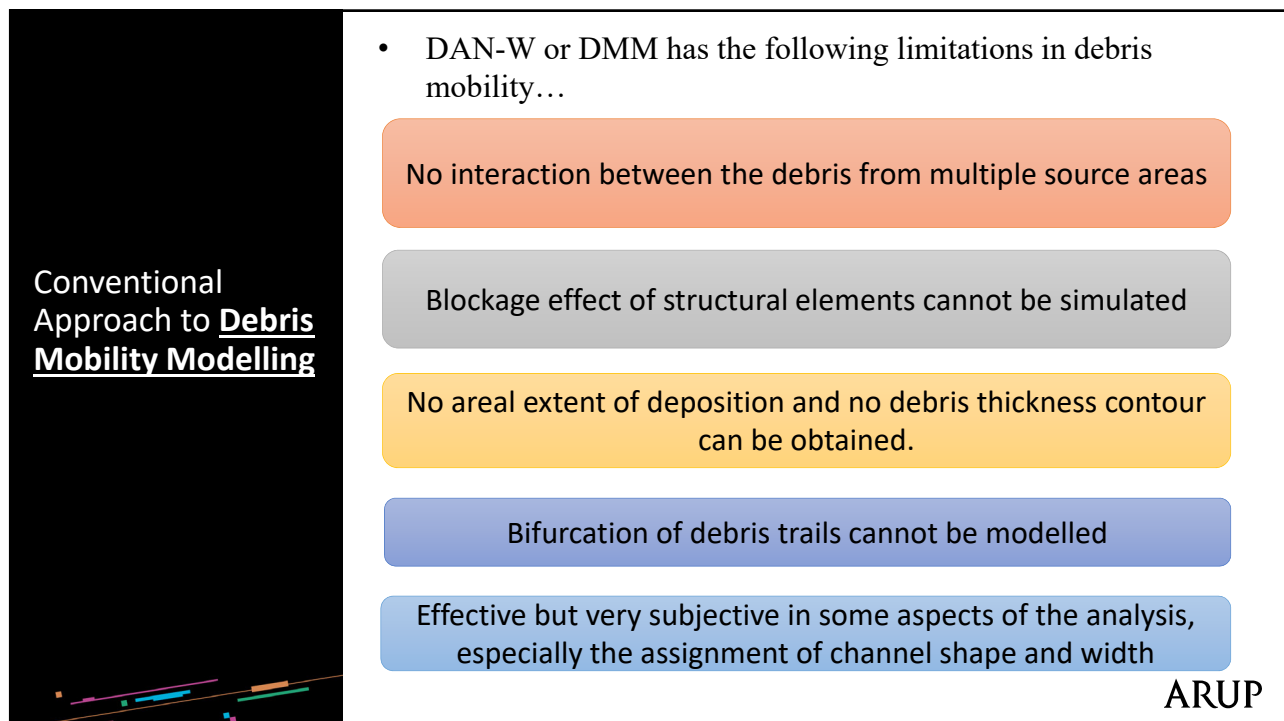 Conventional
Approach to Debris
Mobility Modelling
• DAN-W or DMM has the following limitations in debris
mobility…
No interaction between the debris from multiple source areas
Blockage effect of structural elements cannot be simulated
No areal extent of deposition and no debris thickness contour
can be obtained.
Bifurcation of debris trails cannot be modelled
Effective but very subjective in some aspects of the analysis,
especially the assignment of channel shape and width
ARUP